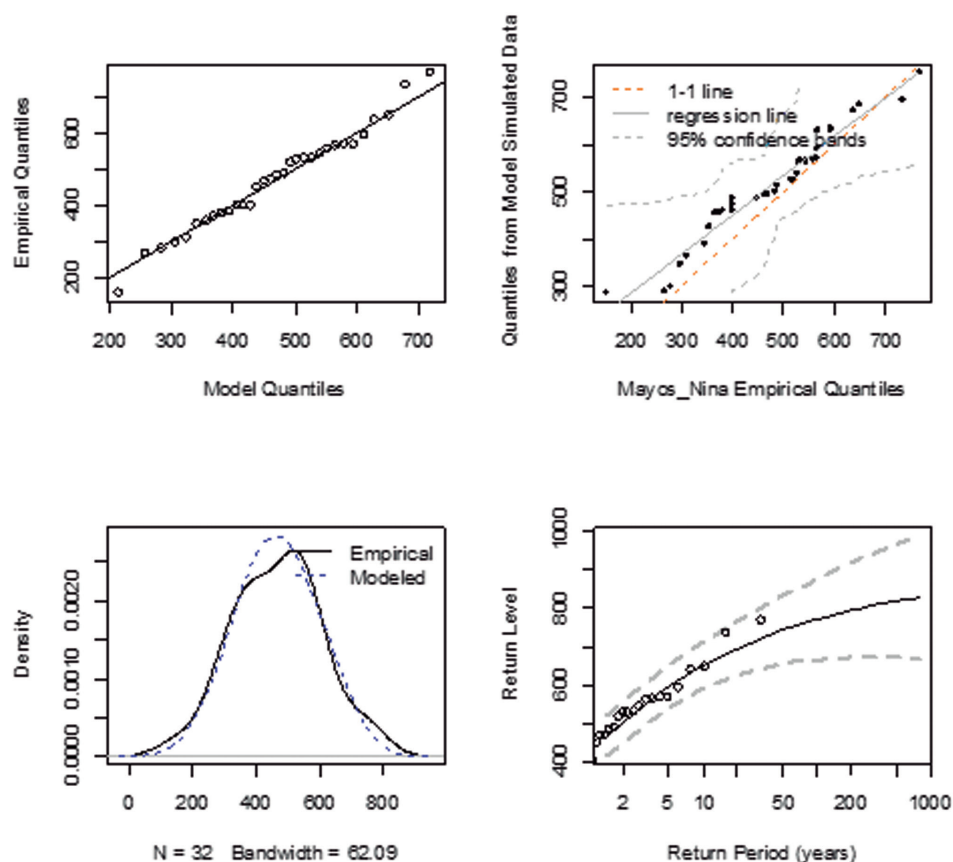 Empirical Quantiles
600
400
200
200 300 400 500 600 700
Model Quantiles
Quantiles from Model Simulated Data
700
500
300
1-1 line
regression line
95% confidence bands
200 300 400 500 600 700
Mayos_Nina Empirical Quantiles
Density
0.0020
0.0010
0.0000
Empirical
Modeled
0 200 400 600 800
N = 32 Bandwidth = 62.09
Return Level
1000
800
600
400
2 5 10 50 200 1000
Return Period (years)